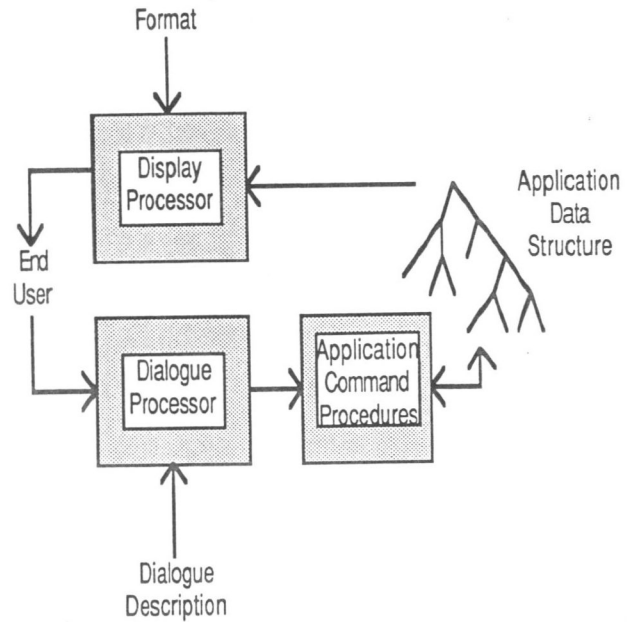 Format
Display
Processor
Application
Data
Structure
End
User
Dialogue
Processor
Application
Command
Procedures
Dialogue
Description